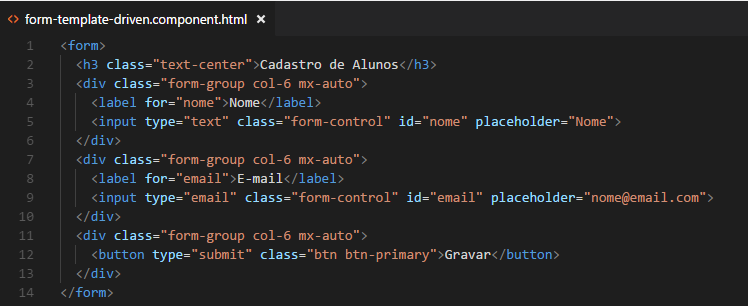 <> form-template-driven.component.html ×
1 <form>
2 <h3 class="text-center">Cadastro de Alunos</h3>
3 <div class="form-group col-6 mx-auto">
4 <label for="nome">Nome</label>
5 <input type="text" class="form-control" id="nome" placeholder="Nome">
6 </div>
7 <div class="form-group col-6 mx-auto">
8 <label for="email">E-mail</label>
9 <input type="email" class="form-control" id="email" placeholder="nome@email.com">
10 </div>
11 <div class="form-group col-6 mx-auto">
12 <button type="submit" class="btn btn-primary">Gravar</button>
13 </div>
14 </form>